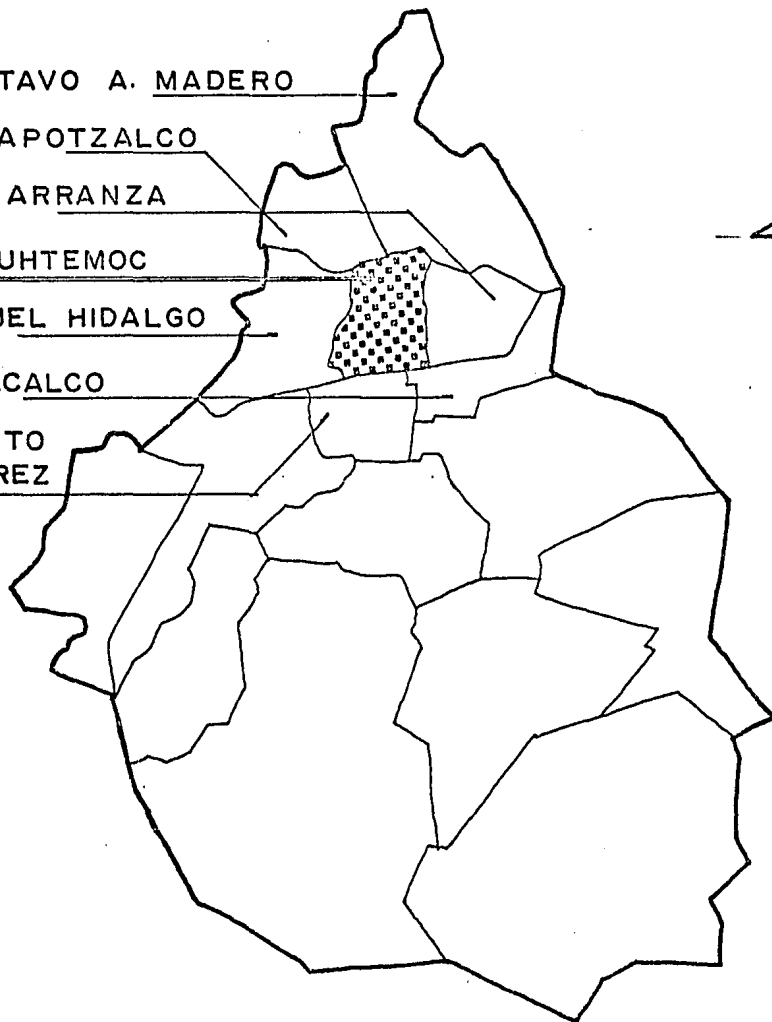 TAVO A. MADERO
APOTZALCO
ARRANZA
UHTEMOC
UEL HIDALGO
CALCO
TO
REZ